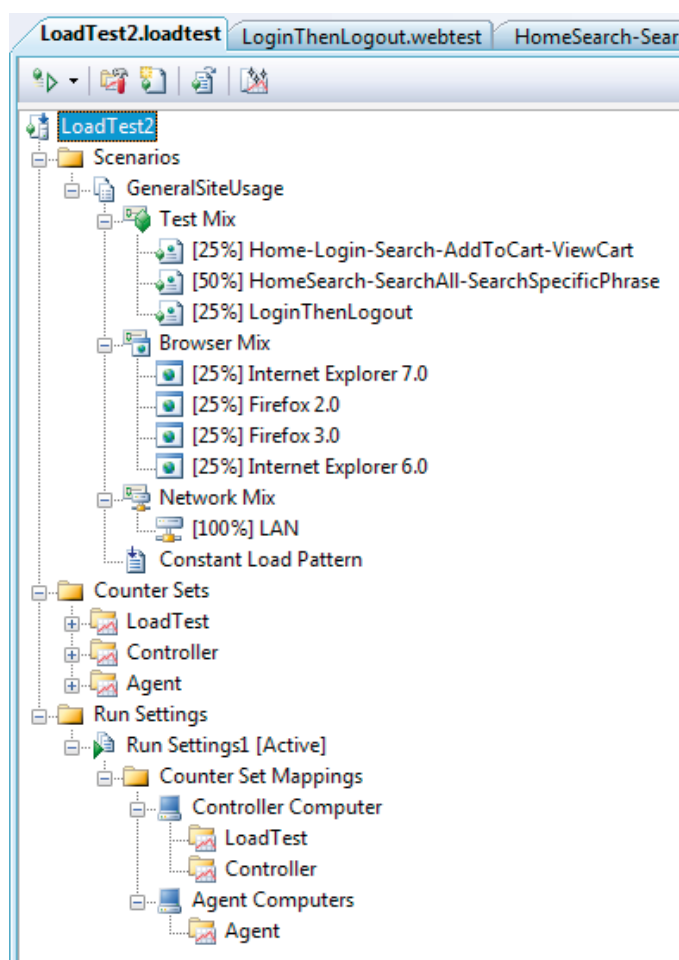 LoadTest2.loadtest LoginThenLogout.webtest HomeSearch-Sear
LoadTest2
Scenarios
GeneralSiteUsage
Test Mix
[25%] Home-Login-Search-AddToCart-ViewCart
[50%] HomeSearch-SearchAll-SearchSpecificPhrase
[25%] LoginThenLogout
Browser Mix
[25%] Internet Explorer 7.0
[25%] Firefox 2.0
[25%] Firefox 3.0
[25%] Internet Explorer 6.0
Network Mix
[100%] LAN
Constant Load Pattern
Counter Sets
LoadTest
Controller
Agent
Run Settings
Run Settings1 [Active]
Counter Set Mappings
Controller Computer
LoadTest
Controller
Agent Computers
Agent